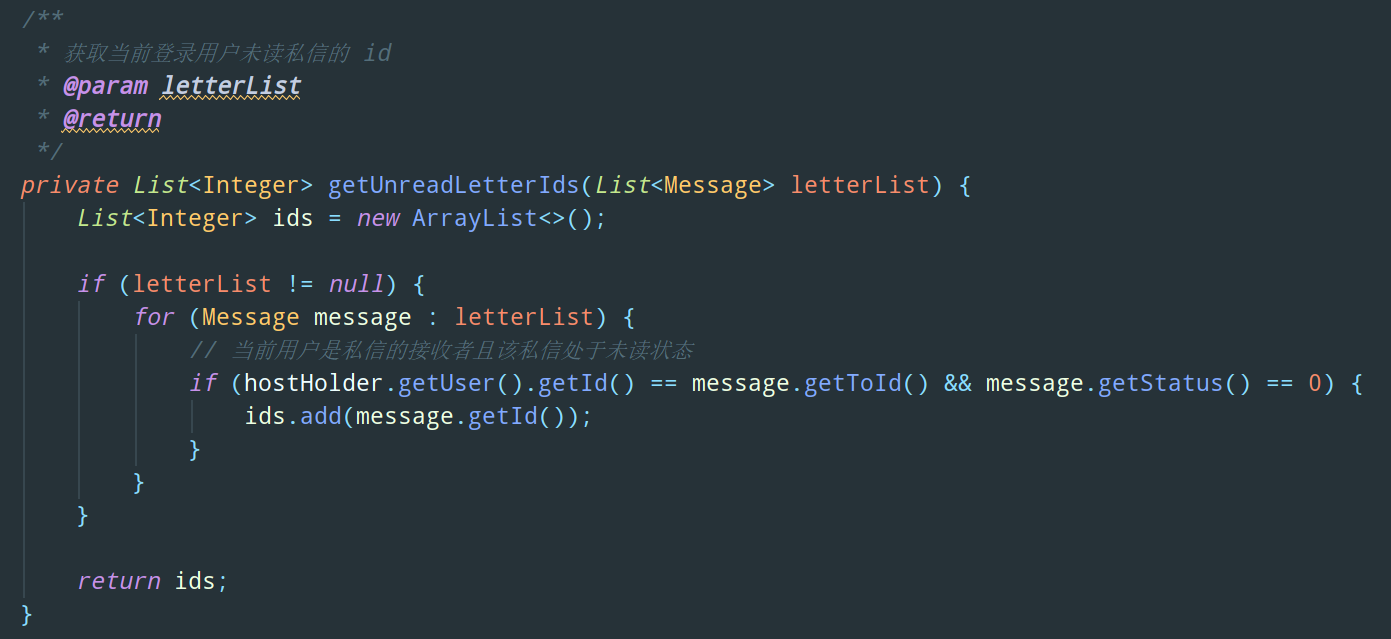 /**
 * 获取当前登录用户未读私信的 id
 * @param letterList
 * @return
 */
private List<Integer> getUnreadLetterIds(List<Message> letterList) {
    List<Integer> ids = new ArrayList<>();
    if (letterList != null) {
        for (Message message : letterList) {
            // 当前用户是私信的接收者且该私信处于未读状态
            if (hostHolder.getUser().getId() == message.getToId() && message.getStatus() == 0) {
                ids.add(message.getId());
            }
        }
    }
    return ids;
}